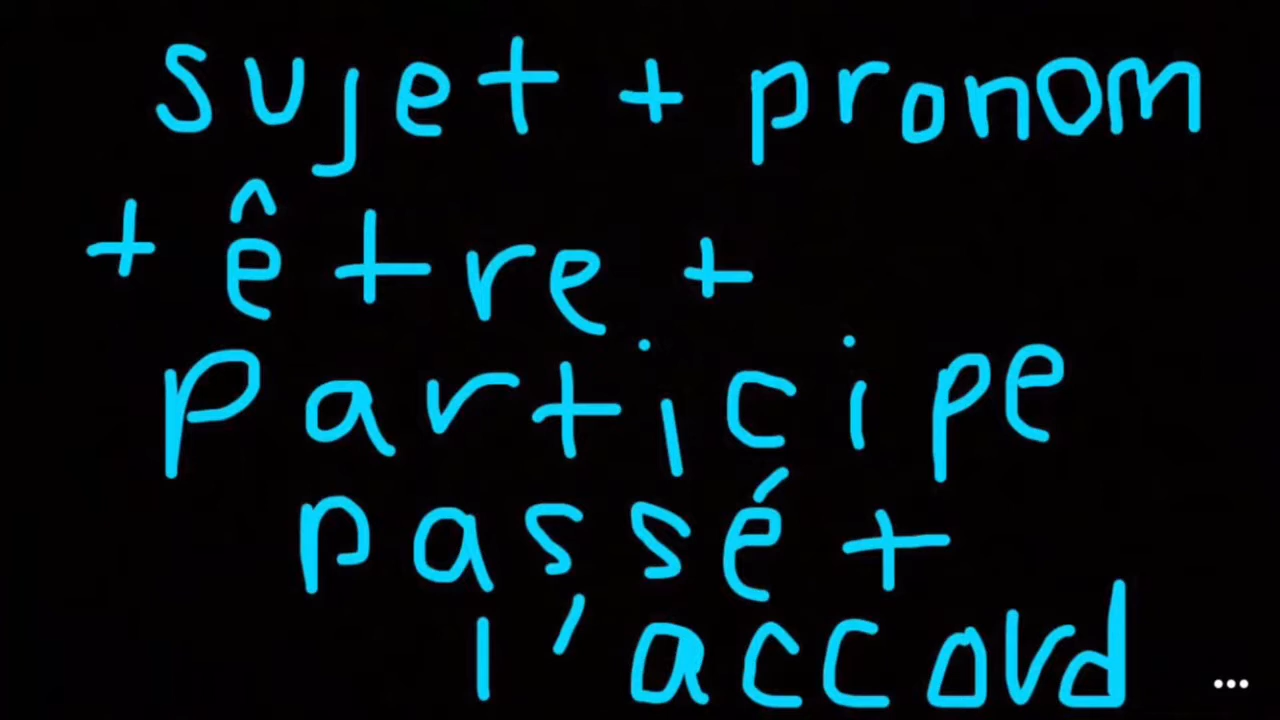 sujet + pronom
+ être +
participe
passé +
l'accord